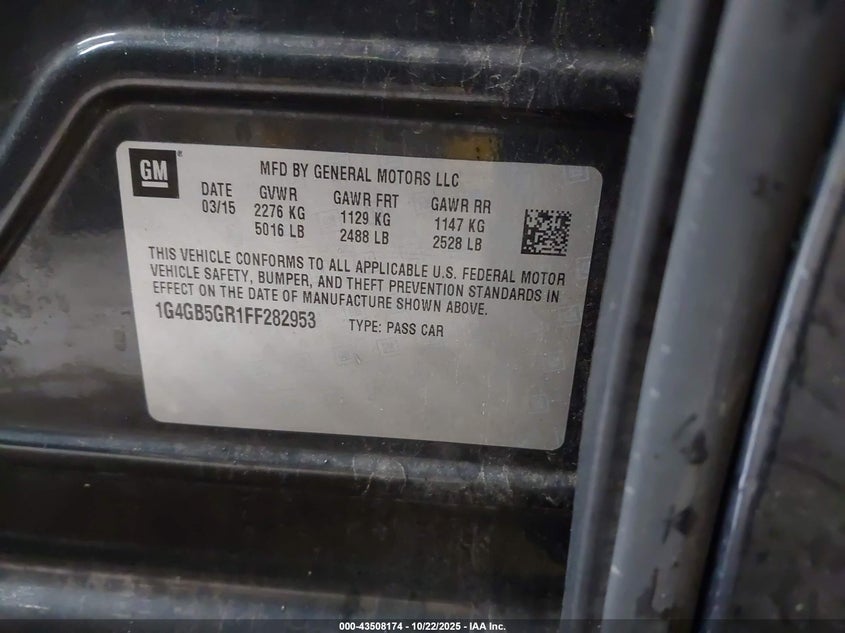 GM
MFD BY GENERAL MOTORS LLC
DATE GVWR GAWR FRT GAWR RR
03/15 2276 KG 1129 KG 1147 KG
5016 LB 2488 LB 2528 LB
THIS VEHICLE CONFORMS TO ALL APPLICABLE U.S. FEDERAL MOTOR
VEHICLE SAFETY, BUMPER, AND THEFT PREVENTION STANDARDS IN
EFFECT ON THE DATE OF MANUFACTURE SHOWN ABOVE.
1G4GB5GR1FF282953 TYPE: PASS CAR
000-43508174 - 10/22/2025 - IAA Inc.